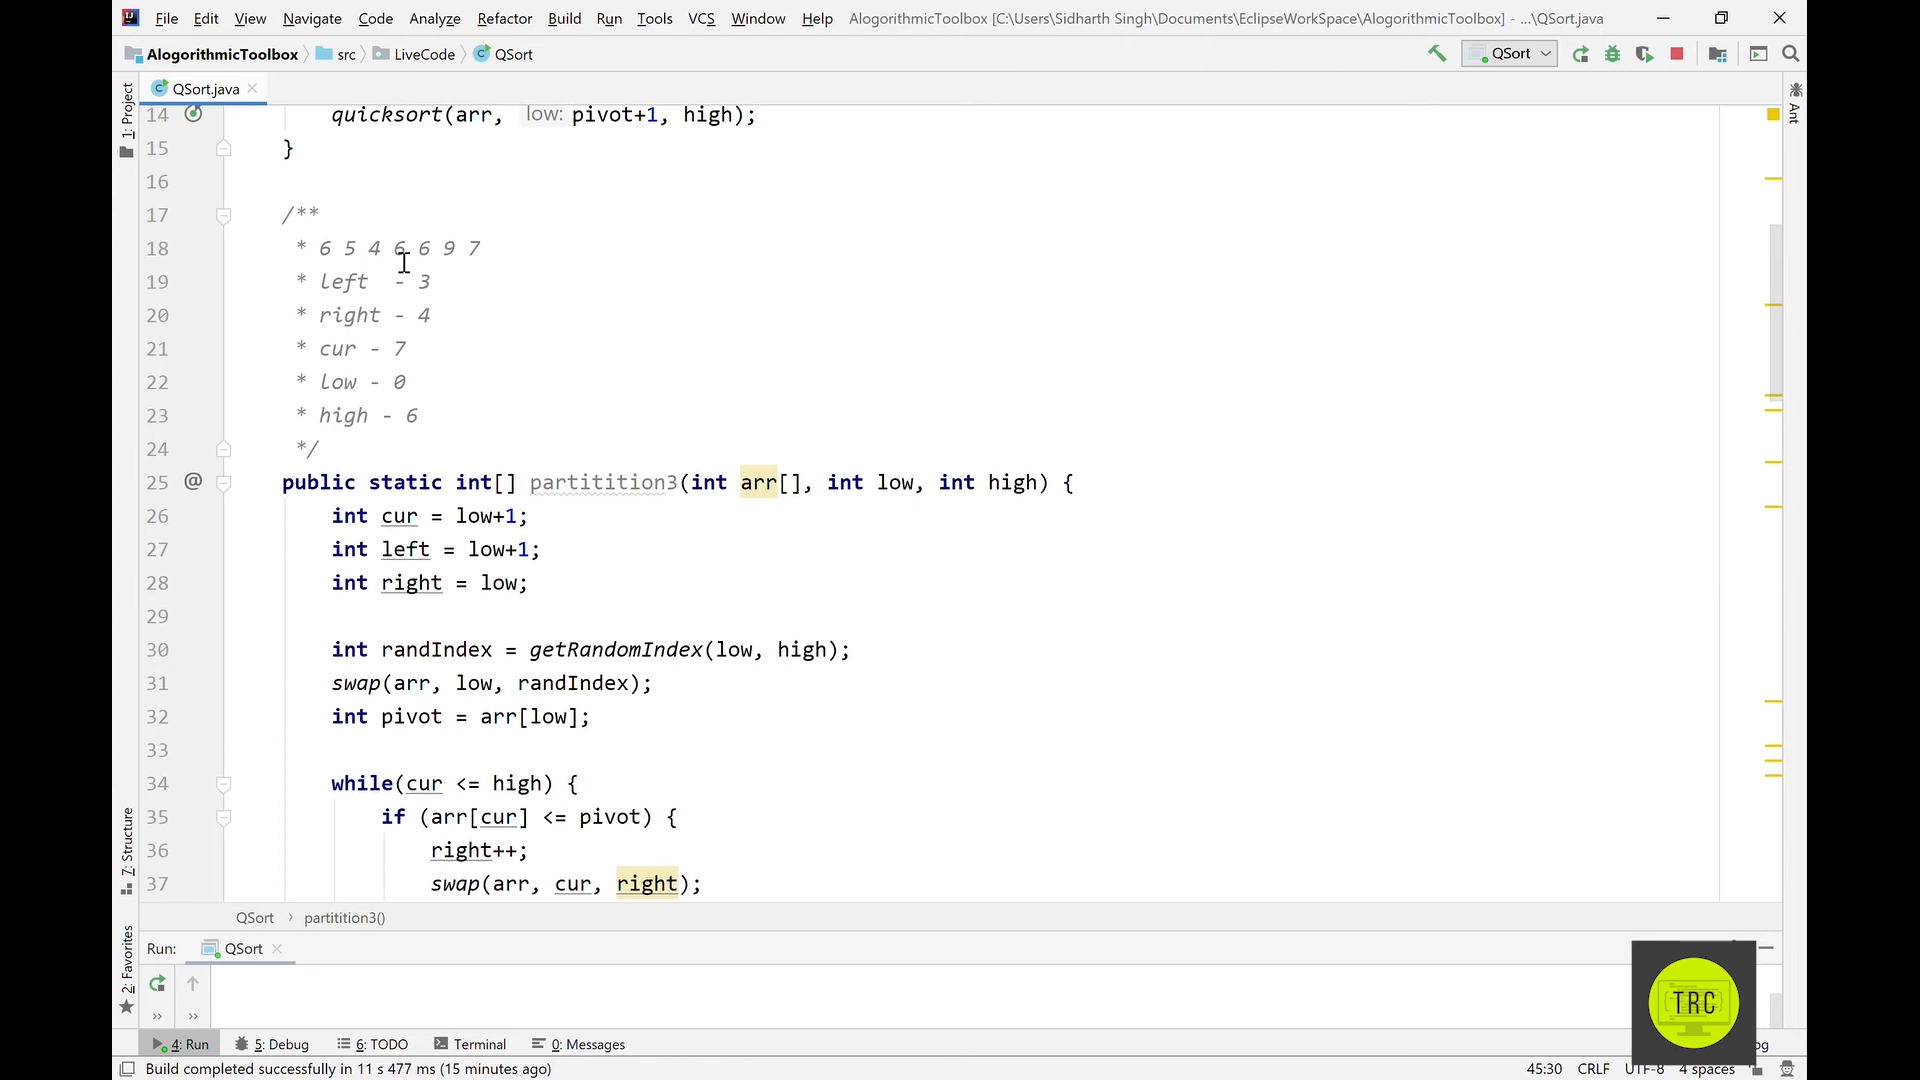 File Edit View Navigate Code Analyze Refactor Build Run Tools VCS Window Help AlogorithmicToolbox [C:\Users\Sidharth Singh\Documents\EclipseWorkSpace\AlogorithmicToolbox] - ...\QSort.java
AlogorithmicToolbox src LiveCode QSort QSort
1: Project
QSort.java
Ant
14 quicksort(arr, low: pivot+1, high);
15 }
16
17 /**
18 * 6 5 4 6 6 9 7
19 * left - 3
20 * right - 4
21 * cur - 7
22 * low - 0
23 * high - 6
24 */
25 @ public static int[] partitition3(int arr[], int low, int high) {
26 int cur = low+1;
27 int left = low+1;
28 int right = low;
29
30 int randIndex = getRandomIndex(low, high);
31 swap(arr, low, randIndex);
32 int pivot = arr[low];
33
34 while(cur <= high) {
35 if (arr[cur] <= pivot) {
36 right++;
37 swap(arr, cur, right);
7: Structure
2: Favorites
QSort > partitition3()
Run: QSort
TRC
4: Run 5: Debug 6: TODO Terminal 0: Messages
Build completed successfully in 11 s 477 ms (15 minutes ago) 45:30 CRLF UTF-8 4 spaces